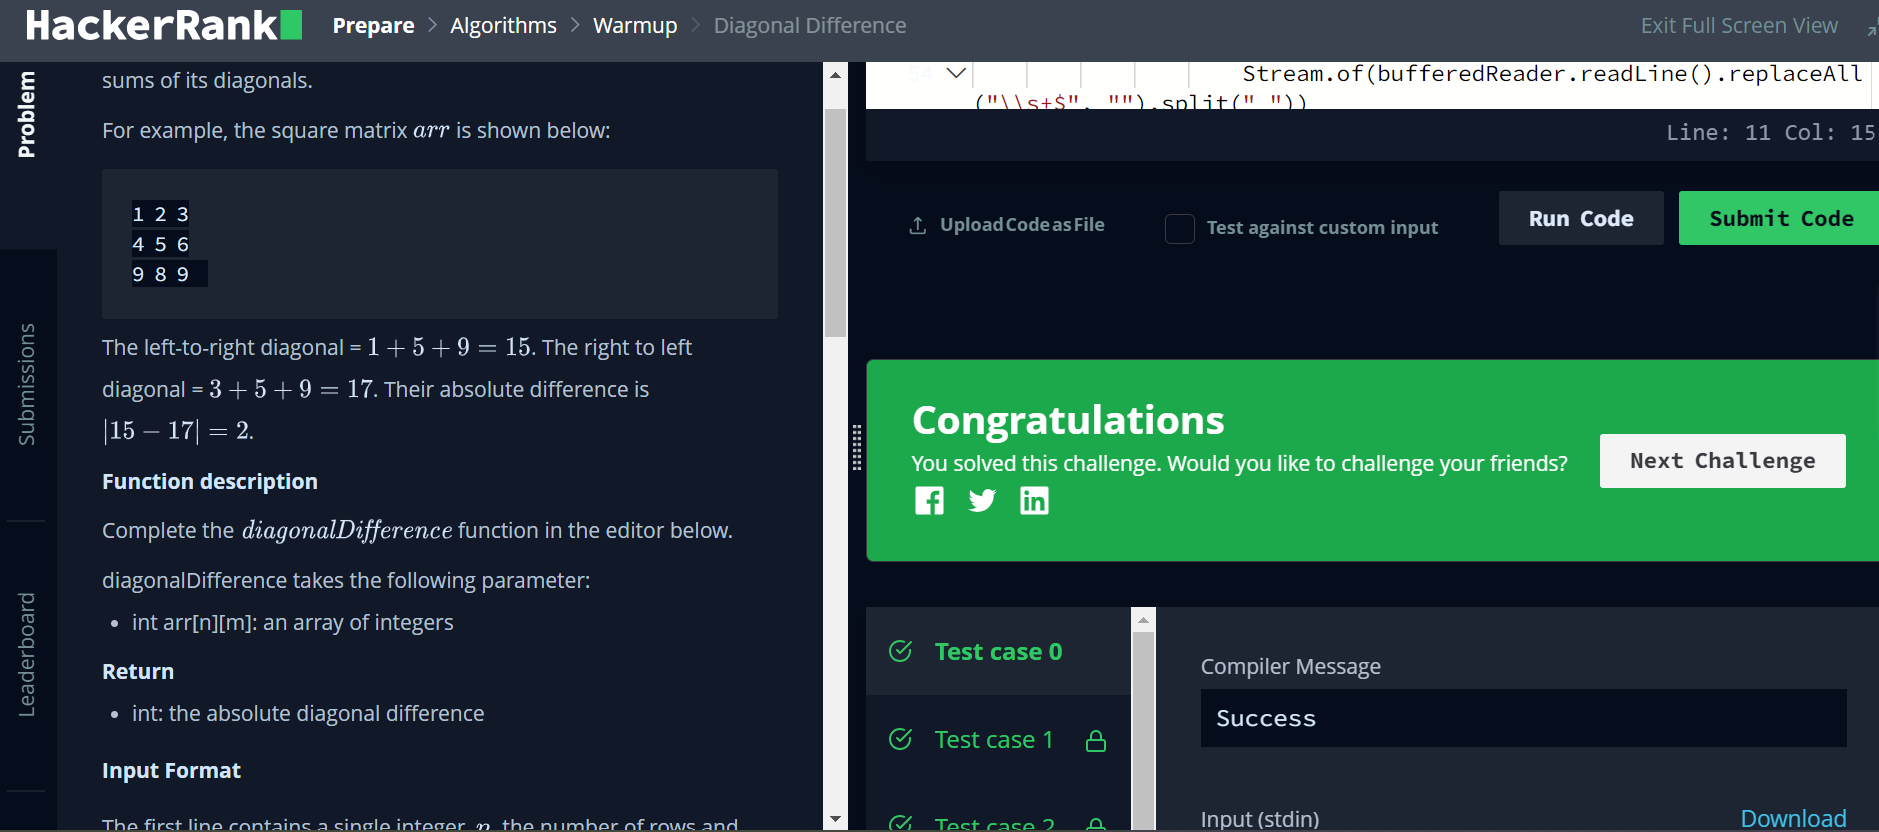 HackerRank
Prepare > Algorithms > Warmup > Diagonal Difference
Exit Full Screen View
Problem
Submissions
Leaderboard
sums of its diagonals.
For example, the square matrix arr is shown below:
1 2 3
4 5 6
9 8 9
The left-to-right diagonal = 1 + 5 + 9 = 15. The right to left
diagonal = 3 + 5 + 9 = 17. Their absolute difference is
|15 − 17| = 2.
Function description
Complete the diagonalDifference function in the editor below.
diagonalDifference takes the following parameter:
• int arr[n][m]: an array of integers
Return
• int: the absolute diagonal difference
Input Format
The first line contains a single integer, n, the number of rows and
54 Stream.of(bufferedReader.readLine().replaceAll
("\\s+$", "").split(" "))
Line: 11 Col: 15
Upload Code as File
Test against custom input
Run Code
Submit Code
Congratulations
You solved this challenge. Would you like to challenge your friends?
Next Challenge
Test case 0
Test case 1
Test case 2
Compiler Message
Success
Input (stdin)
Download